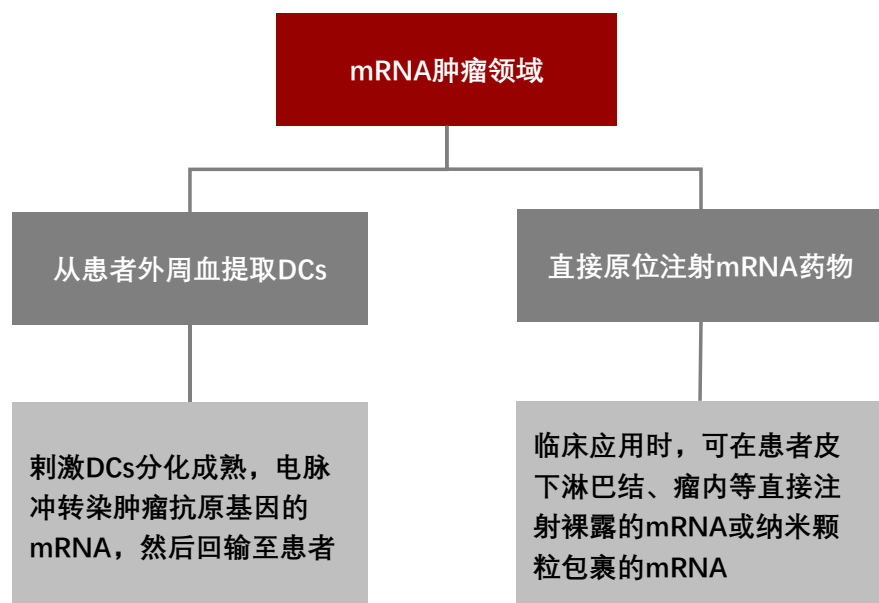 mRNA肿瘤领域
从患者外周血提取DCs
直接原位注射mRNA药物
刺激DCs分化成熟，电脉
冲转染肿瘤抗原基因的
mRNA，然后回输至患者
临床应用时，可在患者皮
下淋巴结、瘤内等直接注
射裸露的mRNA或纳米颗
粒包裹的mRNA